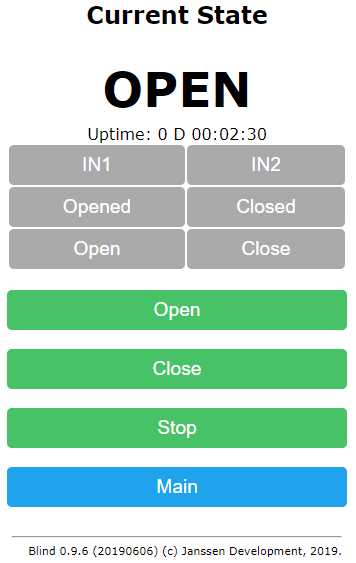 Current State
OPEN
Uptime: 0 D 00:02:30
IN1 IN2
Opened Closed
Open Close
Open
Close
Stop
Main
Blind 0.9.6 (20190606) (c) Janssen Development, 2019.